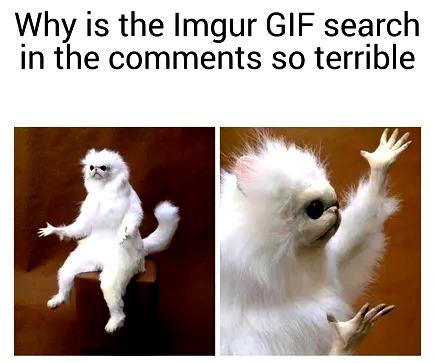 Why is the Imgur GIF search
in the comments so terrible